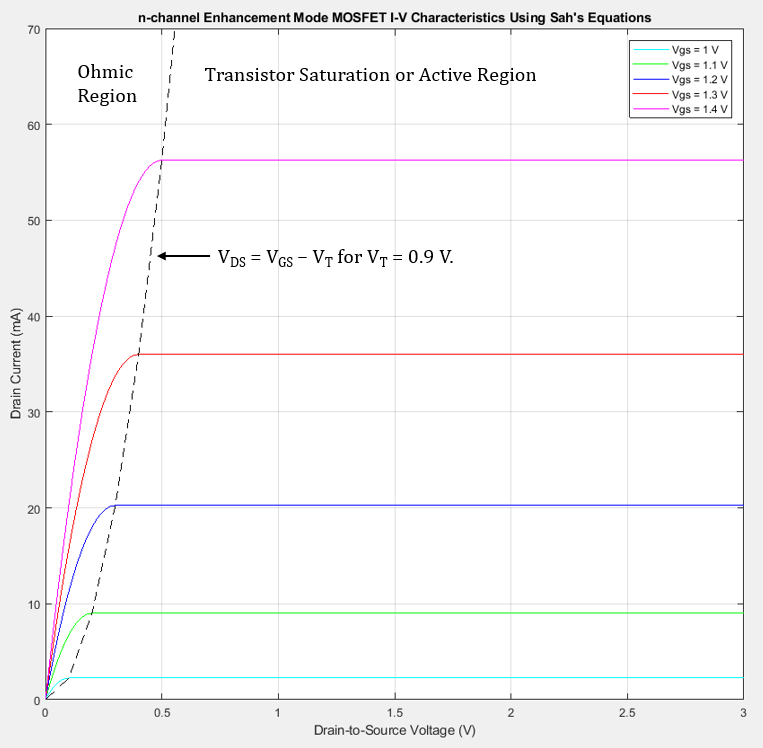 n-channel Enhancement Mode MOSFET I-V Characteristics Using Sah's Equations
70
60
50
40
30
20
10
0
Drain Current (mA)
Ohmic
Region
Transistor Saturation or Active Region
Vgs = 1 V
Vgs = 1.1 V
Vgs = 1.2 V
Vgs = 1.3 V
Vgs = 1.4 V
V_DS = V_GS – V_T for V_T = 0.9 V.
0 0.5 1 1.5 2 2.5 3
Drain-to-Source Voltage (V)